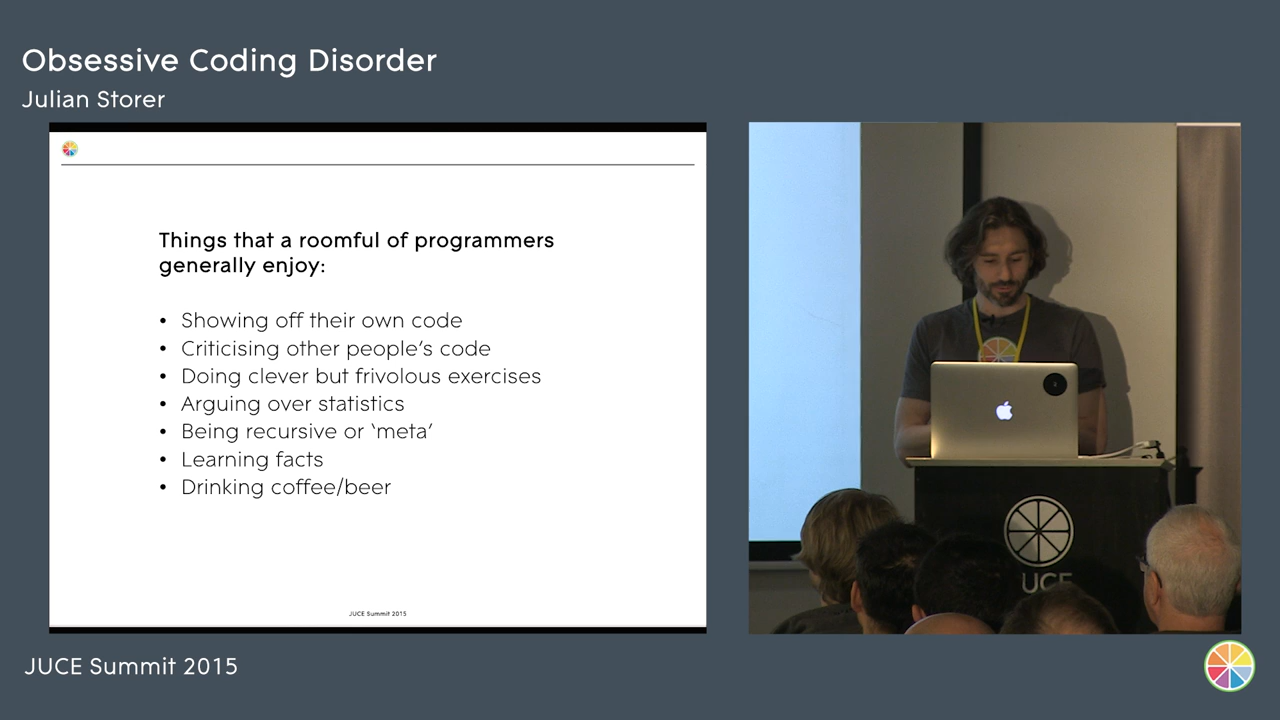 Obsessive Coding Disorder
Julian Storer
Things that a roomful of programmers
generally enjoy:
• Showing off their own code
• Criticising other people's code
• Doing clever but frivolous exercises
• Arguing over statistics
• Being recursive or 'meta'
• Learning facts
• Drinking coffee/beer
JUCE Summit 2015
UCE
JUCE Summit 2015